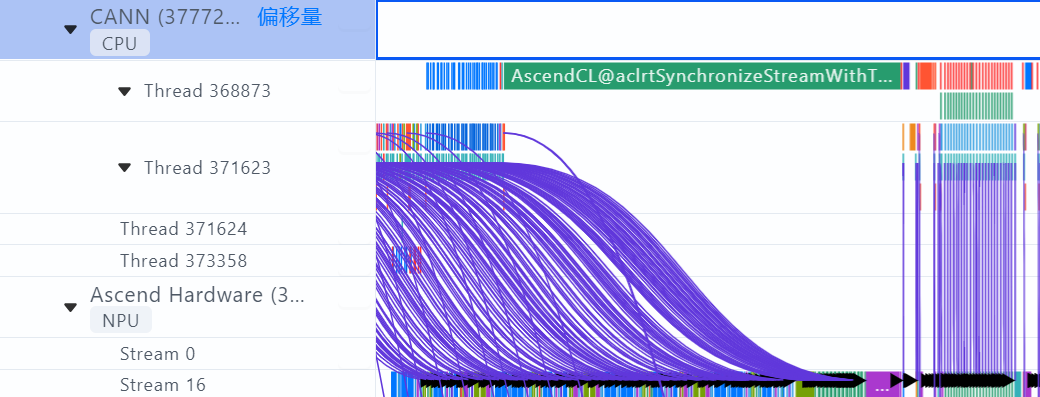 CANN (37772... 偏移量
CPU
AscendCL@aclrtSynchronizeStreamWithT...
Thread 368873
Thread 371623
Thread 371624
Thread 373358
Ascend Hardware (3...
NPU
Stream 0
Stream 16
...